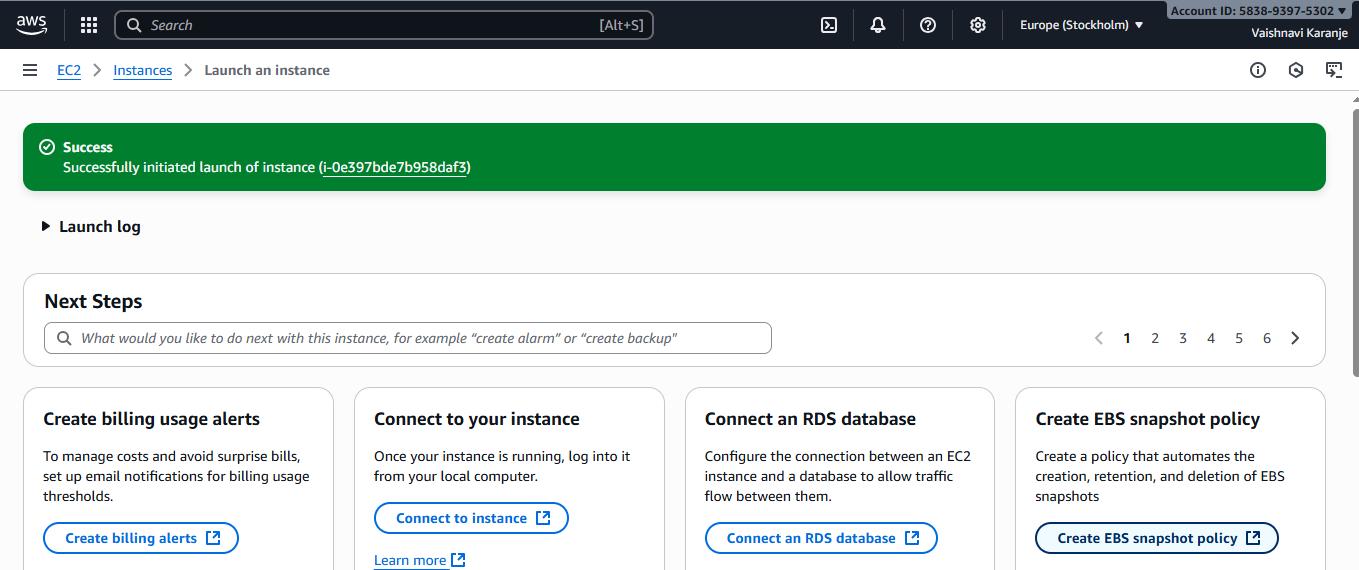 aws
Search
[Alt+S]
Europe (Stockholm)
Account ID: 5838-9397-5302
Vaishnavi Karanje
EC2
Instances
Launch an instance
Success
Successfully initiated launch of instance (i-0e397bde7b958daf3)
Launch log
Next Steps
What would you like to do next with this instance, for example “create alarm” or “create backup"
1 2 3 4 5 6
Create billing usage alerts
To manage costs and avoid surprise bills,
set up email notifications for billing usage
thresholds.
Create billing alerts
Connect to your instance
Once your instance is running, log into it
from your local computer.
Connect to instance
Learn more
Connect an RDS database
Configure the connection between an EC2
instance and a database to allow traffic
flow between them.
Connect an RDS database
Create EBS snapshot policy
Create a policy that automates the
creation, retention, and deletion of EBS
snapshots
Create EBS snapshot policy